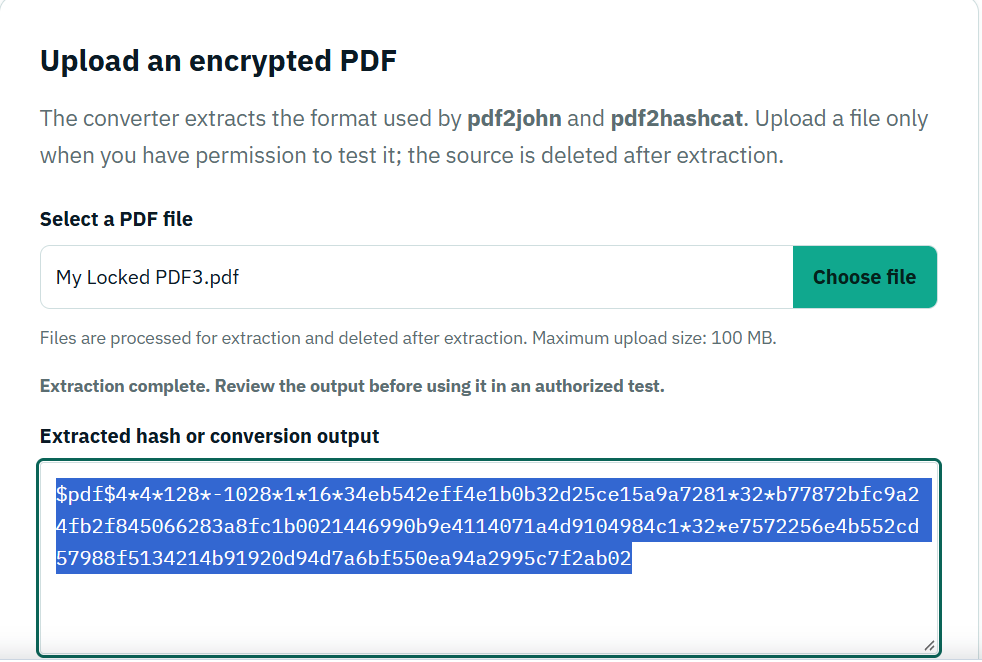 Upload an encrypted PDF
The converter extracts the format used by pdf2john and pdf2hashcat. Upload a file only
when you have permission to test it; the source is deleted after extraction.
Select a PDF file
My Locked PDF3.pdf
Choose file
Files are processed for extraction and deleted after extraction. Maximum upload size: 100 MB.
Extraction complete. Review the output before using it in an authorized test.
Extracted hash or conversion output
$pdf$4*4*128*-1028*1*16*34eb542eff4e1b0b32d25ce15a9a7281*32*b77872bfc9a2
4fb2f845066283a8fc1b0021446990b9e4114071a4d9104984c1*32*e7572256e4b552cd
57988f5134214b91920d94d7a6bf550ea94a2995c7f2ab02